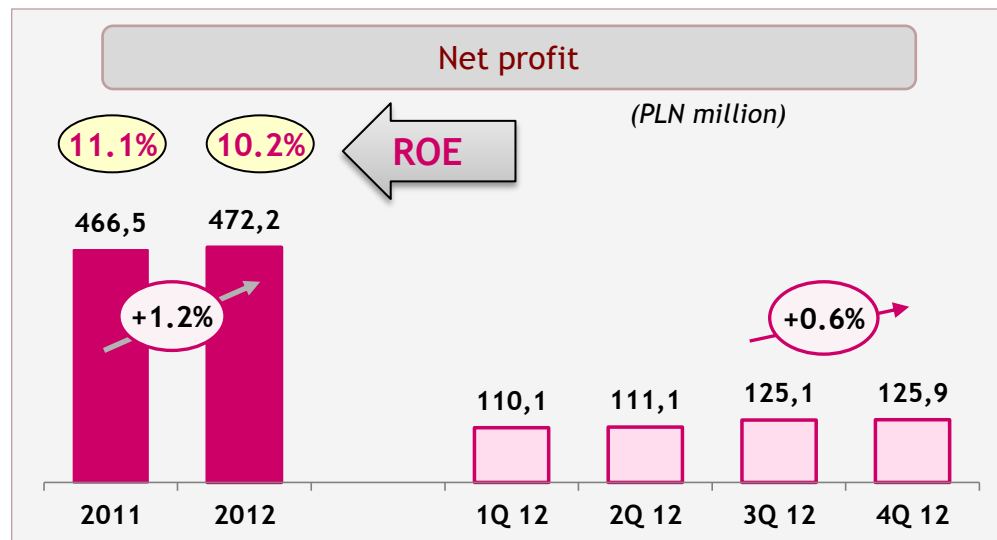 Net profit
(PLN million)
11.1% 10.2% ROE
466,5 472,2
+1.2% +0.6%
110,1 111,1 125,1 125,9
2011 2012 1Q 12 2Q 12 3Q 12 4Q 12